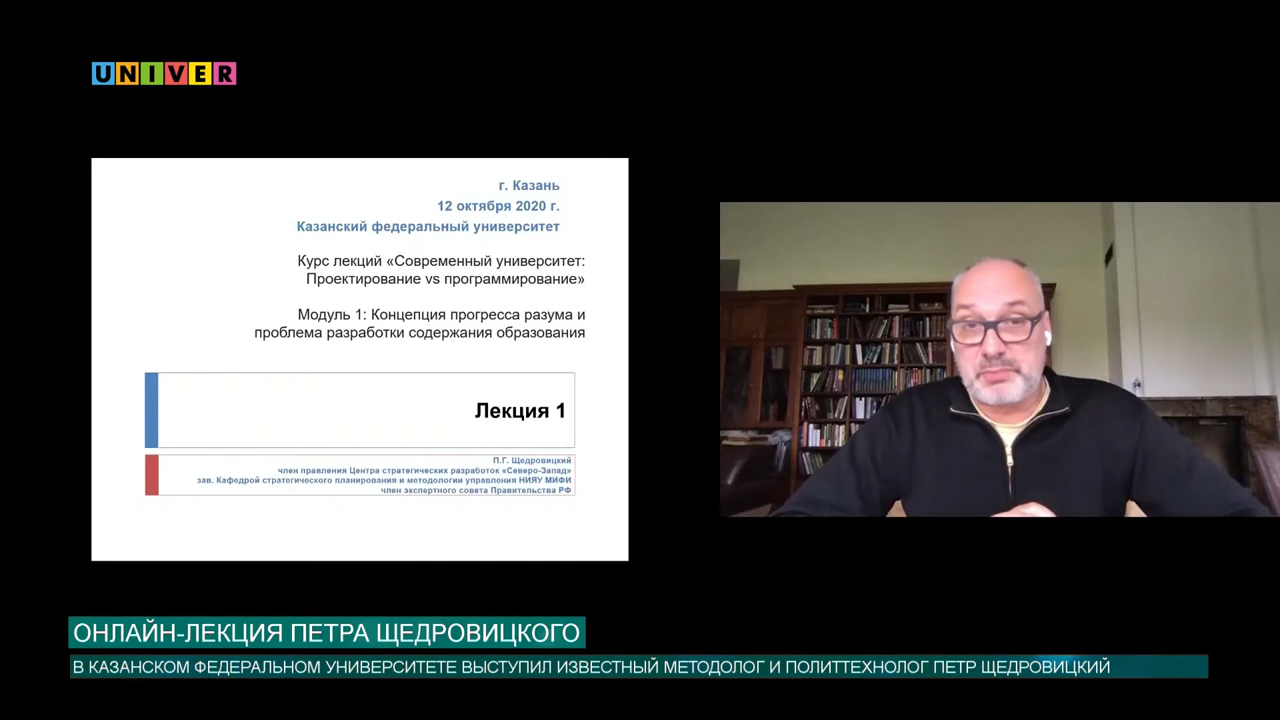 UNIVER
г. Казань
12 октября 2020 г.
Казанский федеральный университет
Курс лекций «Современный университет:
Проектирование vs программирование»
Модуль 1: Концепция прогресса разума и
проблема разработки содержания образования
Лекция 1
П.Г. Щедровицкий
член правления Центра стратегических разработок «Северо-Запад»
зав. Кафедрой стратегического планирования и методологии управления НИЯУ МИФИ
член экспертного совета Правительства РФ
ОНЛАЙН-ЛЕКЦИЯ ПЕТРА ЩЕДРОВИЦКОГО
В КАЗАНСКОМ ФЕДЕРАЛЬНОМ УНИВЕРСИТЕТЕ ВЫСТУПИЛ ИЗВЕСТНЫЙ МЕТОДОЛОГ И ПОЛИТТЕХНОЛОГ ПЕТР ЩЕДРОВИЦКИЙ